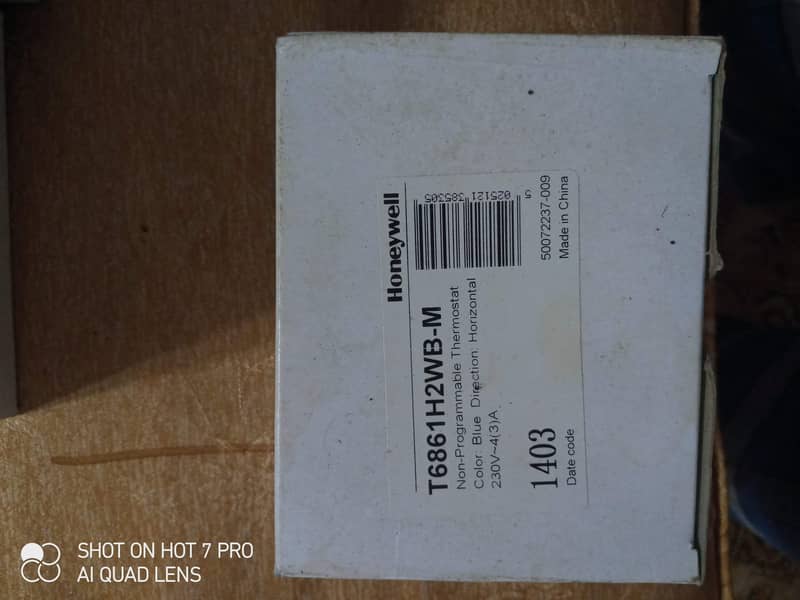 Honeywell
T6861H2WB-M
Non-Programmable Thermostat
Color: Blue Direction: Horizontal
230V~4(3)A
025121 385305
5
1403
Date code
50072237-009
Made in China
SHOT ON HOT 7 PRO
AI QUAD LENS